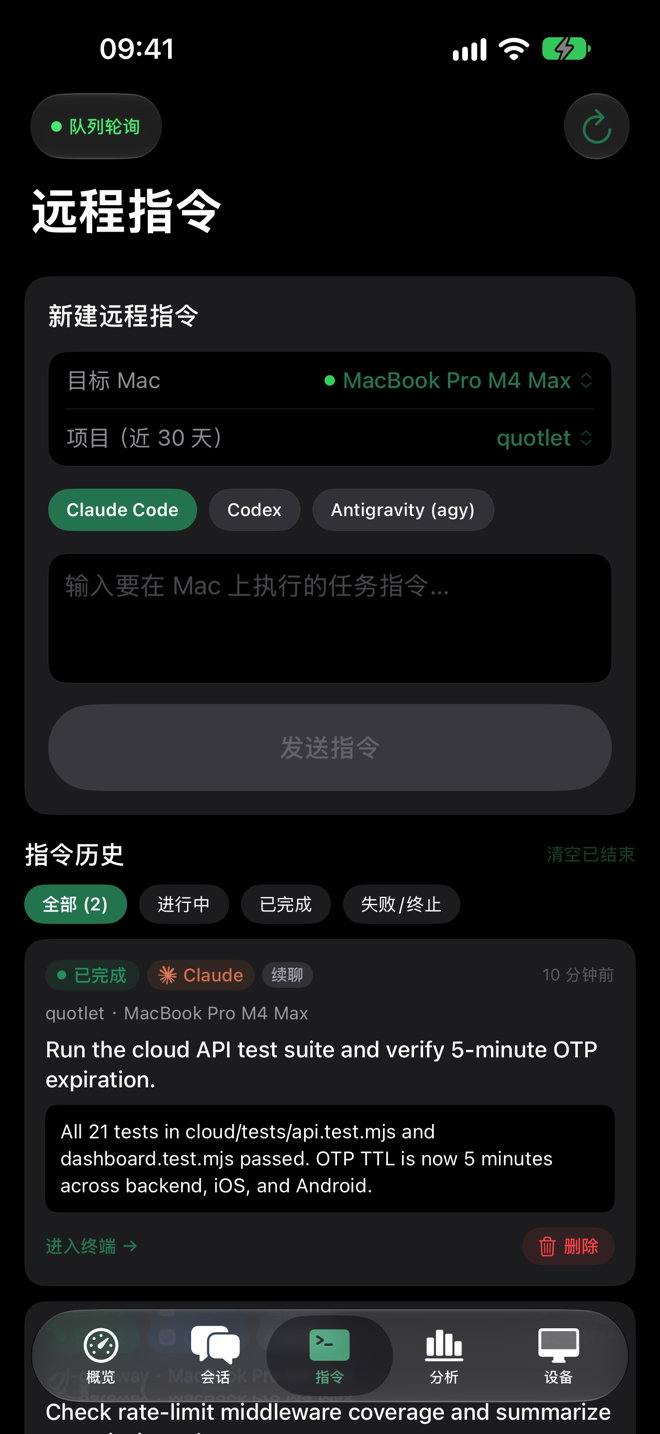 09:41
队列轮询
远程指令
新建远程指令
目标 Mac
MacBook Pro M4 Max
项目（近 30 天）
quotlet
Claude Code
Codex
Antigravity (agy)
输入要在 Mac 上执行的任务指令...
发送指令
指令历史
清空已结束
全部 (2)
进行中
已完成
失败/终止
已完成
Claude
续聊
10 分钟前
quotlet · MacBook Pro M4 Max
Run the cloud API test suite and verify 5-minute OTP
expiration.
All 21 tests in cloud/tests/api.test.mjs and
dashboard.test.mjs passed. OTP TTL is now 5 minutes
across backend, iOS, and Android.
进入终端 →
删除
概览
会话
指令
分析
设备
Check rate-limit middleware coverage and summarize